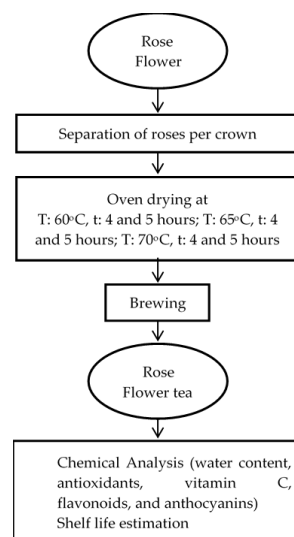 Rose
Flower
Separation of roses per crown
Oven drying at
T: 60°C, t: 4 and 5 hours; T: 65°C, t: 4
and 5 hours; T: 70°C, t: 4 and 5 hours
Brewing
Rose
Flower tea
Chemical Analysis (water content,
antioxidants, vitamin C,
flavonoids, and anthocyanins)
Shelf life estimation